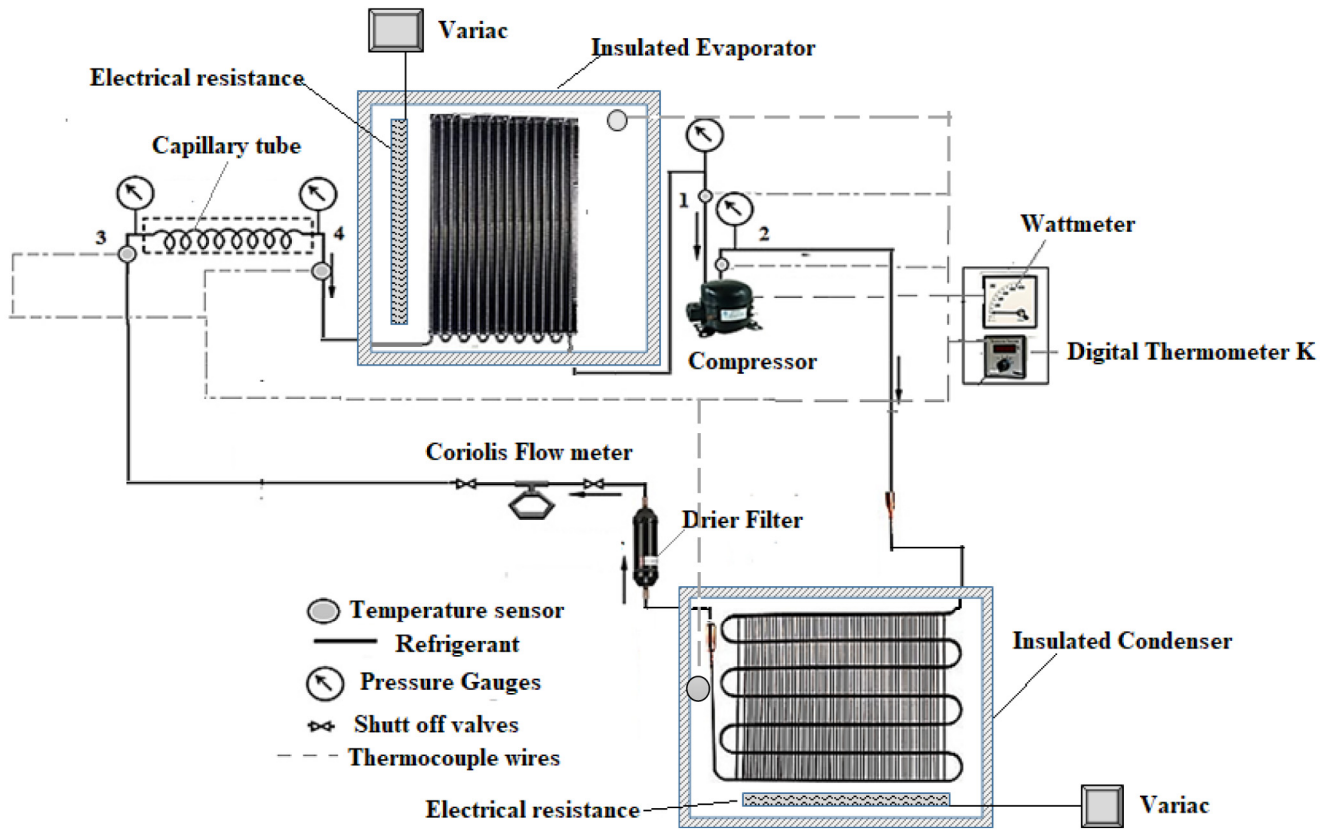 Variac
Insulated Evaporator
Electrical resistance
Capillary tube
1
2
3
4
Wattmeter
Compressor
Digital Thermometer K
Coriolis Flow meter
Drier Filter
Temperature sensor
Refrigerant
Pressure Gauges
Shutt off valves
Thermocouple wires
Insulated Condenser
Electrical resistance
Variac